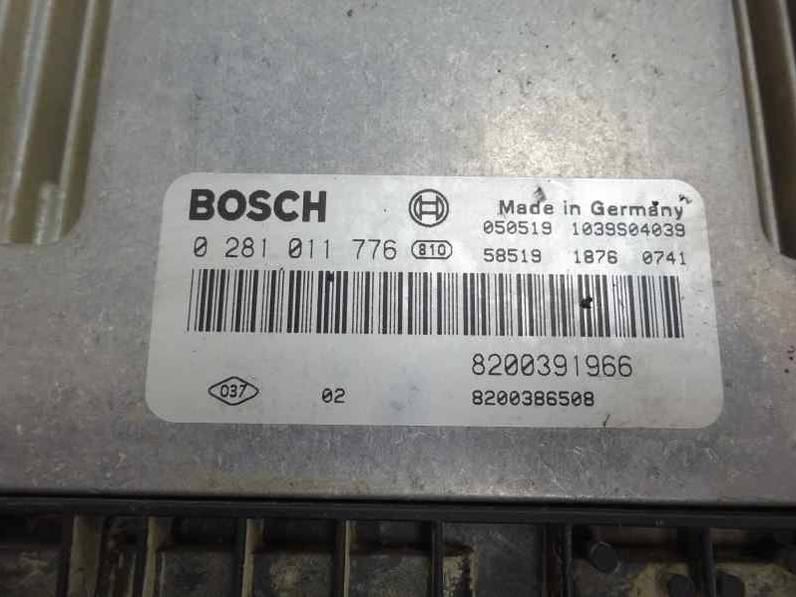 BOSCH
Made in Germany
050519 1039S04039
0 281 011 776 810
58519 1876 0741
8200391966
037 02 8200386508